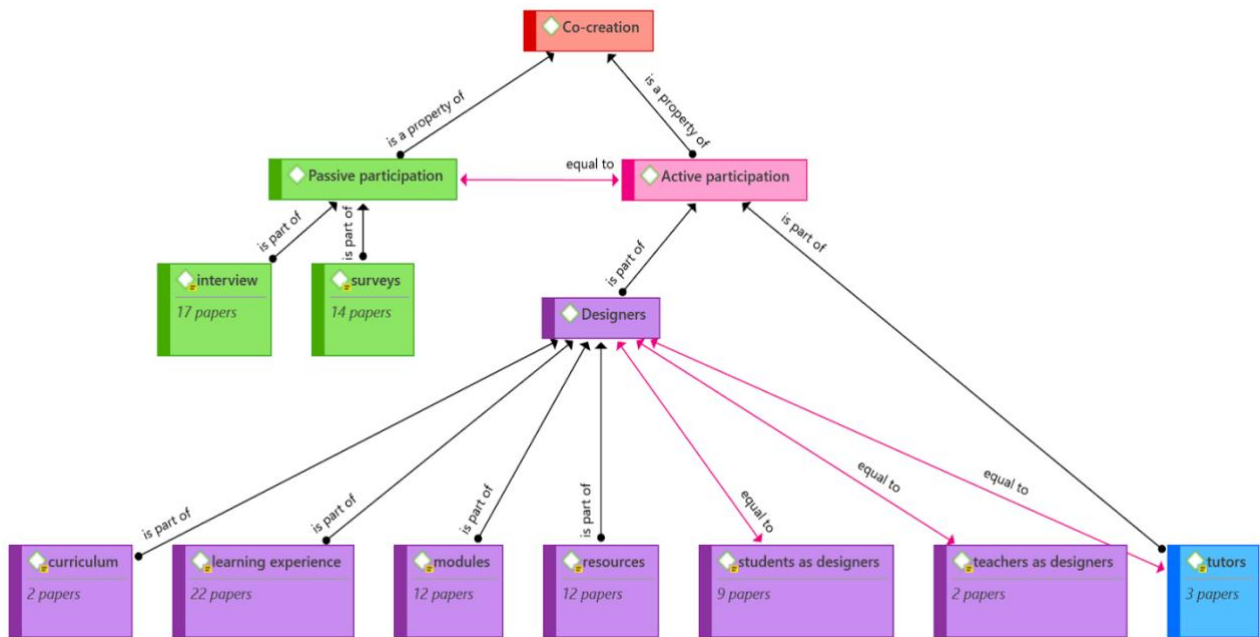 Co-creation
is a property of
is a property of
Passive participation
equal to
Active participation
is part of
is part of
is part of
is part of
interview
17 papers
surveys
14 papers
Designers
is part of
is part of
is part of
is part of
equal to
equal to
equal to
curriculum
2 papers
learning experience
22 papers
modules
12 papers
resources
12 papers
students as designers
9 papers
teachers as designers
2 papers
tutors
3 papers